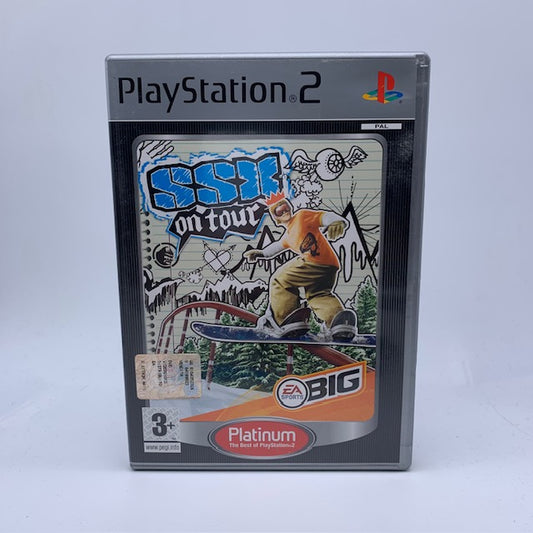 PlayStation®2
PAL
SSX
on tour
EA
SPORTS
BIG
3+
www.pegi.info
Platinum
The Best of PlayStation®2